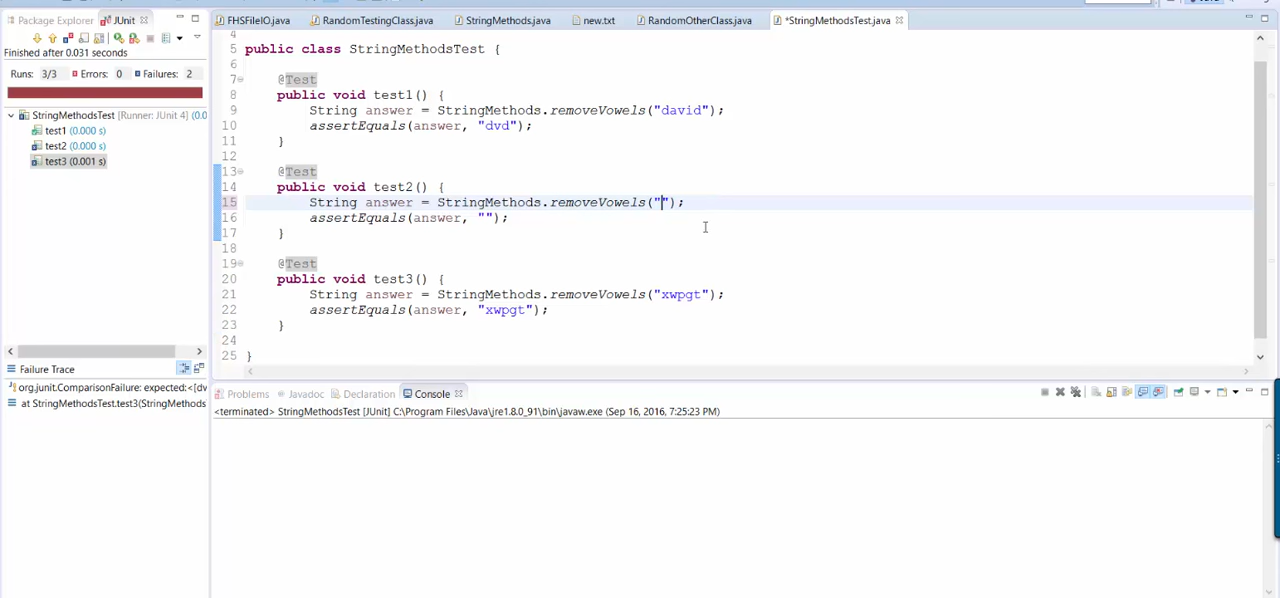 FHSFileIO.java
RandomTestingClass.java
StringMethods.java
new.txt
RandomOtherClass.java
*StringMethodsTest.java
Package Explorer
JUnit
Finished after 0.031 seconds
Runs: 3/3
Errors: 0
Failures: 2
StringMethodsTest [Runner: JUnit 4] (0.0
test1 (0.000 s)
test2 (0.000 s)
test3 (0.001 s)
Failure Trace
org.junit.ComparisonFailure: expected:<[dv
at StringMethodsTest.test3(StringMethods
4
5 public class StringMethodsTest {
6
7 @Test
8 public void test1() {
9 String answer = StringMethods.removeVowels("david");
10 assertEquals(answer, "dvd");
11 }
12
13 @Test
14 public void test2() {
15 String answer = StringMethods.removeVowels("");
16 assertEquals(answer, "");
17 }
18
19 @Test
20 public void test3() {
21 String answer = StringMethods.removeVowels("xwpgt");
22 assertEquals(answer, "xwpgt");
23 }
24
25 }
Problems
Javadoc
Declaration
Console
<terminated> StringMethodsTest [JUnit] C:\Program Files\Java\jre1.8.0_91\bin\javaw.exe (Sep 16, 2016, 7:25:23 PM)